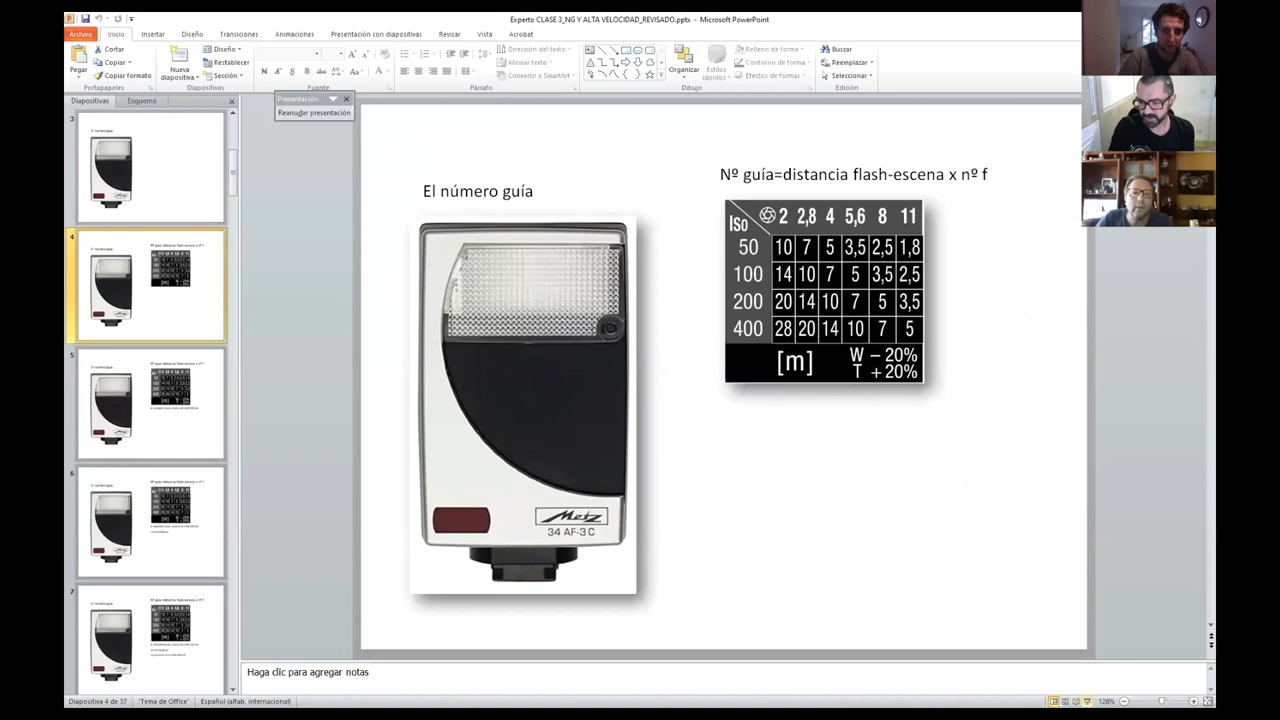 Experto CLASE 3_NG Y ALTA VELOCIDAD_REVISADO.pptx - Microsoft PowerPoint
Archivo Inicio Insertar Diseño Transiciones Animaciones Presentación con diapositivas Revisar Vista Acrobat
Pegar
Cortar
Copiar
Copiar formato
Portapapeles
Nueva diapositiva
Diseño
Restablecer
Sección
Diapositivas
Fuente
Dirección del texto
Alinear texto
Convertir a SmartArt
Párrafo
Organizar
Estilos rápidos
Relleno de forma
Contorno de forma
Efectos de formas
Dibujo
Buscar
Reemplazar
Seleccionar
Edición
Diapositivas Esquema
Presentación
Reanudar presentación
3
4
5
6
7
El número guía
Nº guía=distancia flash-escena x nº f
Iso 2 2,8 4 5,6 8 11
50 10 7 5 3,5 2,5 1,8
100 14 10 7 5 3,5 2,5
200 20 14 10 7 5 3,5
400 28 20 14 10 7 5
[m] W – 20%
T + 20%
Metz
34 AF-3 C
Haga clic para agregar notas
Diapositiva 4 de 37 "Tema de Office" Español (alfab. internacional) 126%